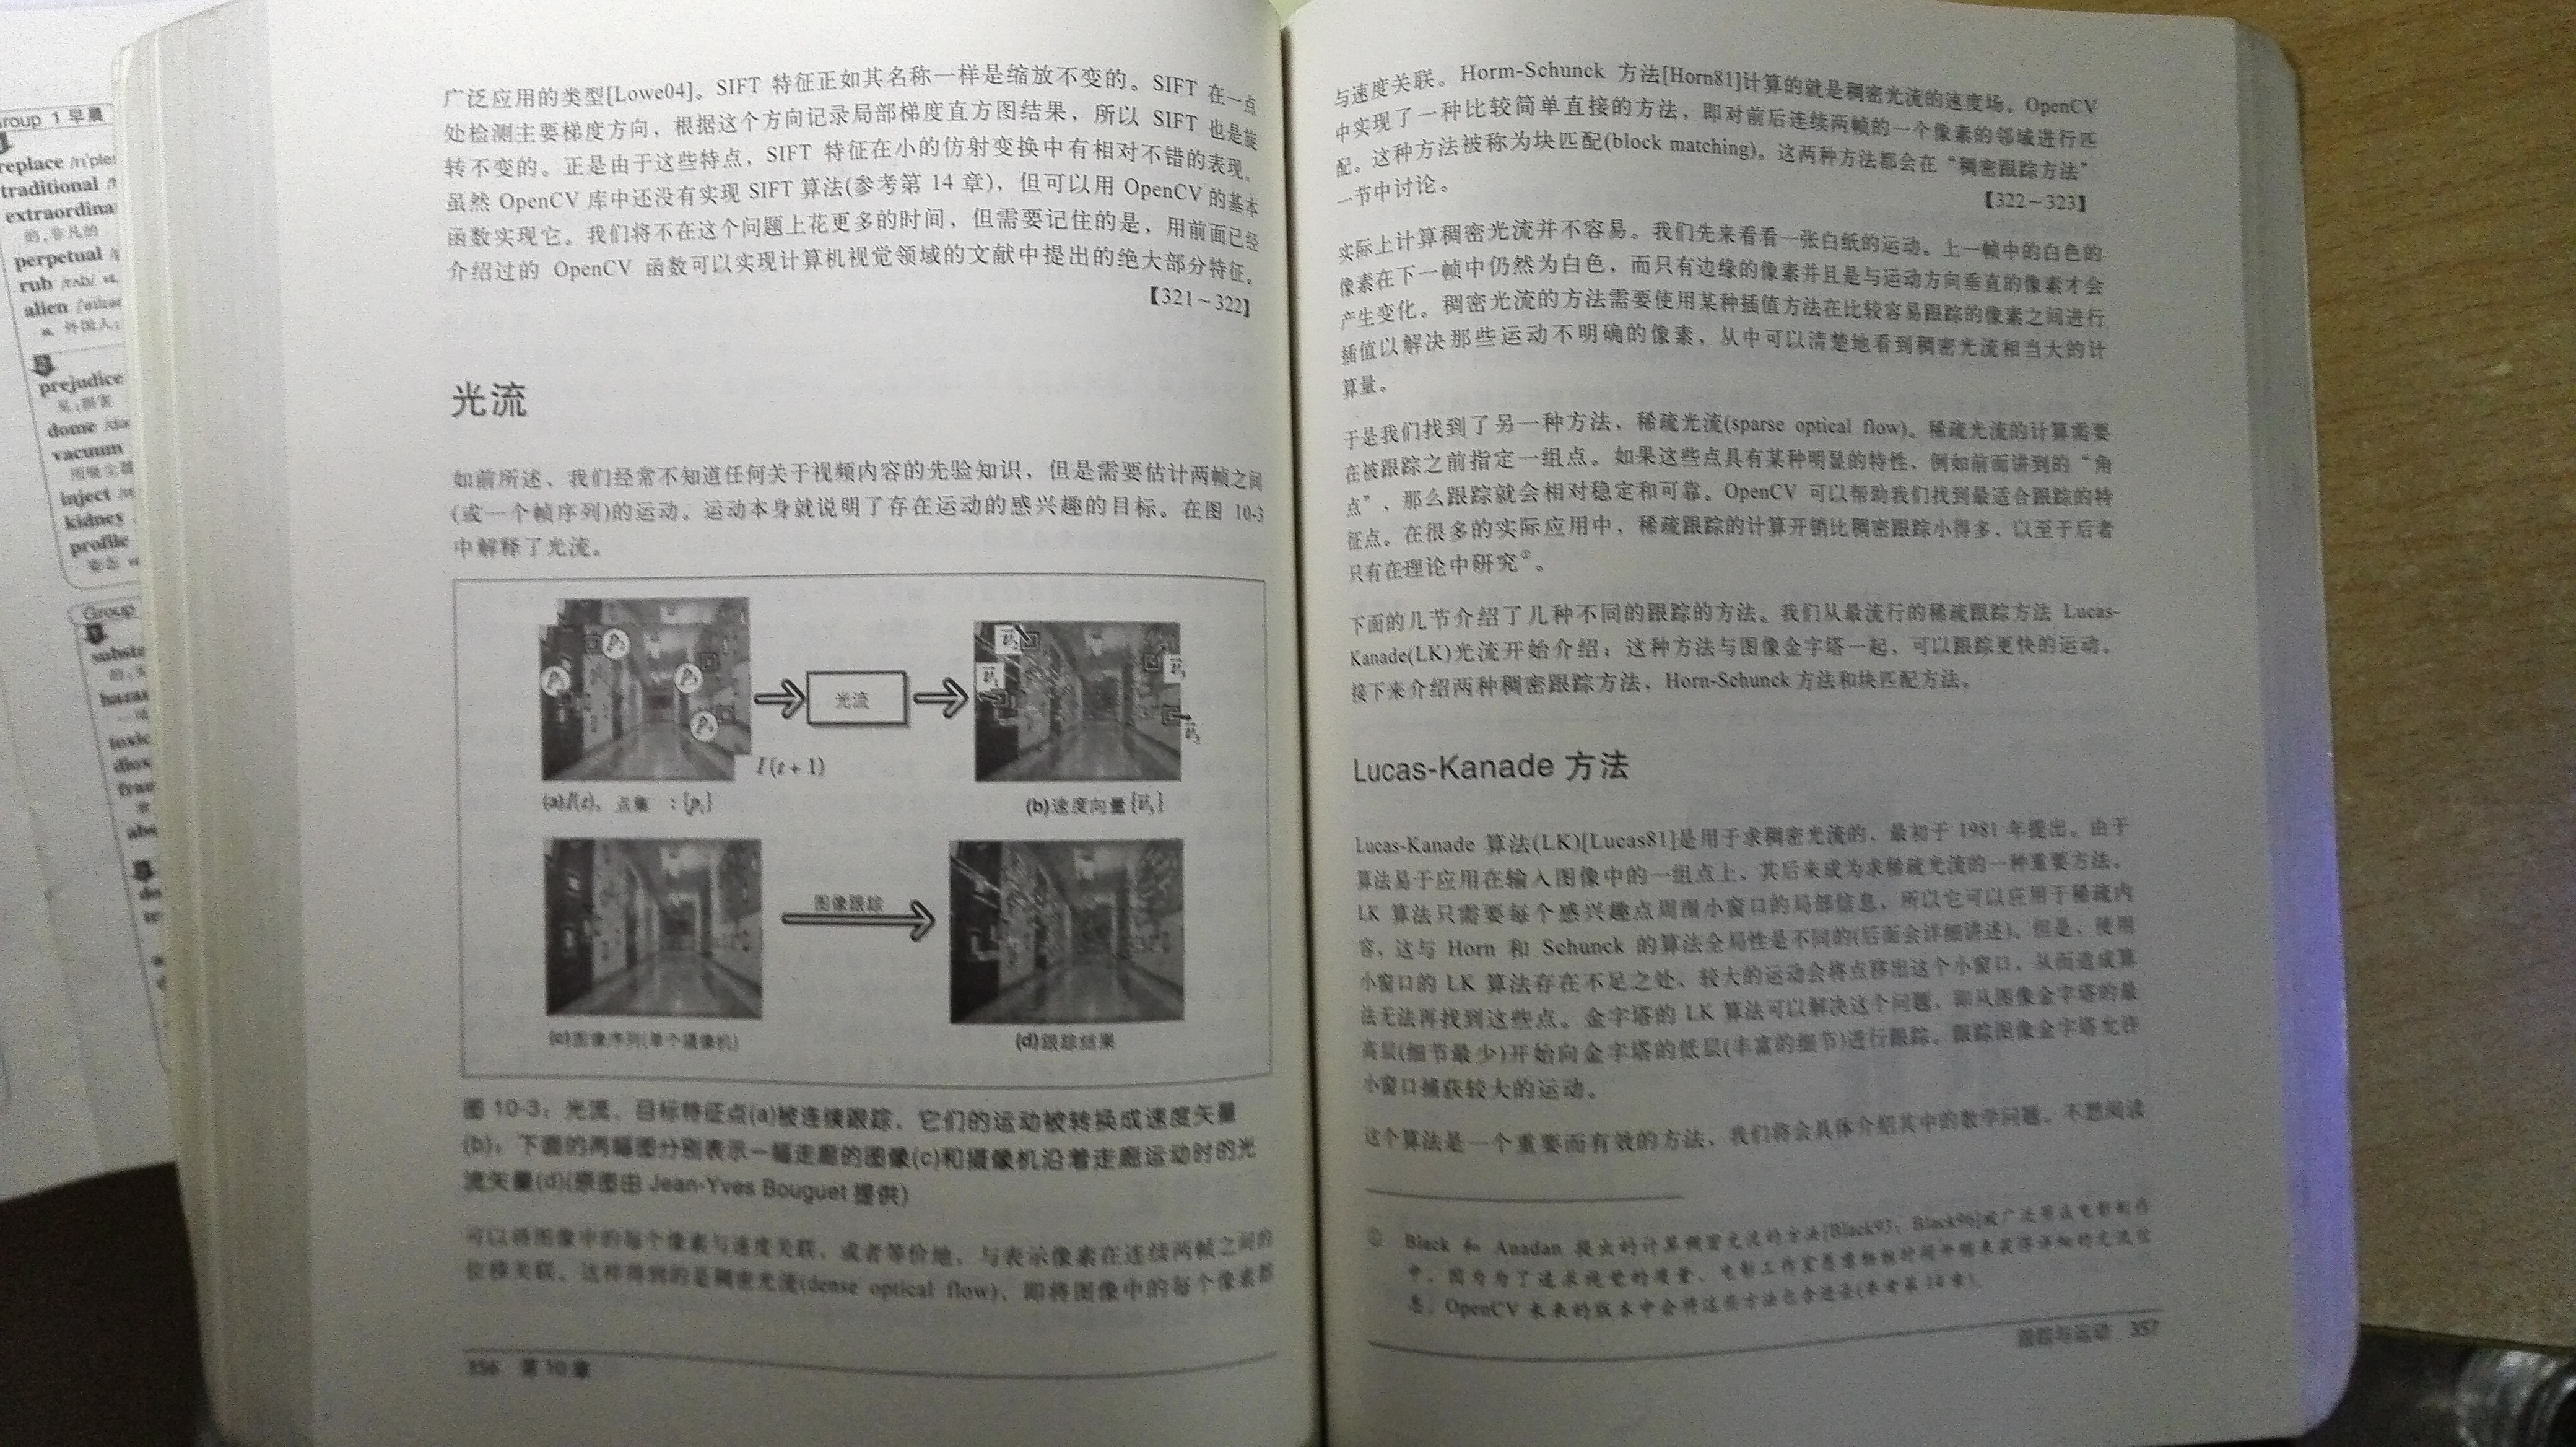 Group 1 早晨
replace
traditional
的,非凡的
perpetual
rub
alien
n. 外国人;
prejudice
dome
vacuum
inject
kidney
profile
Group
广泛应用的类型[Lowe04]。SIFT 特征正如其名称一样是缩放不变的。SIFT 在一点
处检测主要梯度方向，根据这个方向记录局部梯度直方图结果，所以 SIFT 也是旋
转不变的。正是由于这些特点，SIFT 特征在小的仿射变换中有相对不错的表现。
虽然 OpenCV 库中还没有实现 SIFT 算法(参考第 14 章)，但可以用 OpenCV 的基本
函数实现它。我们将不在这个问题上花更多的时间，但需要记住的是，用前面已经
介绍过的 OpenCV 函数可以实现计算机视觉领域的文献中提出的绝大部分特征。
【321～322】
光流
如前所述，我们经常不知道任何关于视频内容的先验知识，但是需要估计两帧之间
(或一个帧序列)的运动。运动本身就说明了存在运动的感兴趣的目标。在图 10-3
中解释了光流。
p₁ p₂ p₃ p₄
光流
v₂
v₁
v₃
v₃
I(t+1)
(a)I(t)，点集 ：{pᵢ}
(b)速度向量{vᵢ}
图像跟踪
(c)图像序列(单个摄像机)
(d)跟踪结果
图 10-3：光流。目标特征点(a)被连续跟踪，它们的运动被转换成速度矢量
(b)。下面的两幅图分别表示一幅走廊的图像(c)和摄像机沿着走廊运动时的光
流矢量(d)(原图由 Jean-Yves Bouguet 提供)
可以将图像中的每个像素与速度关联，或者等价地，与表示像素在连续两帧之间的
位移关联。这样得到的是稠密光流(dense optical flow)，即将图像中的每个像素都
356 第 10 章
与速度关联。Horm-Schunck 方法[Horn81]计算的就是稠密光流的速度场。OpenCV
中实现了一种比较简单直接的方法，即对前后连续两帧的一个像素的邻域进行匹
配。这种方法被称为块匹配(block matching)。这两种方法都会在“稠密跟踪方法”
一节中讨论。
【322～323】
实际上计算稠密光流并不容易。我们先来看看一张白纸的运动。上一帧中的白色的
像素在下一帧中仍然为白色，而只有边缘的像素并且是与运动方向垂直的像素才会
产生变化。稠密光流的方法需要使用某种插值方法在比较容易跟踪的像素之间进行
插值以解决那些运动不明确的像素，从中可以清楚地看到稠密光流相当大的计
算量。
于是我们找到了另一种方法，稀疏光流(sparse optical flow)。稀疏光流的计算需要
在被跟踪之前指定一组点。如果这些点具有某种明显的特性，例如前面讲到的“角
点”，那么跟踪就会相对稳定和可靠。OpenCV 可以帮助我们找到最适合跟踪的特
征点。在很多的实际应用中，稀疏跟踪的计算开销比稠密跟踪小得多，以至于后者
只有在理论中研究①。
下面的几节介绍了几种不同的跟踪的方法。我们从最流行的稀疏跟踪方法 Lucas-
Kanade(LK)光流开始介绍；这种方法与图像金字塔一起，可以跟踪更快的运动。
接下来介绍两种稠密跟踪方法，Horn-Schunck 方法和块匹配方法。
Lucas-Kanade 方法
Lucas-Kanade 算法(LK)[Lucas81]是用于求稠密光流的，最初于 1981 年提出。由于
算法易于应用在输入图像中的一组点上，其后来成为求稀疏光流的一种重要方法。
LK 算法只需要每个感兴趣点周围小窗口的局部信息，所以它可以应用于稀疏内
容，这与 Horn 和 Schunck 的算法全局性是不同的(后面会详细讲述)。但是，使用
小窗口的 LK 算法存在不足之处，较大的运动会将点移出这个小窗口，从而造成算
法无法再找到这些点。金字塔的 LK 算法可以解决这个问题，即从图像金字塔的最
高层(细节最少)开始向金字塔的低层(丰富的细节)进行跟踪。跟踪图像金字塔允许
小窗口捕获较大的运动。
这个算法是一个重要而有效的方法，我们将会具体介绍其中的数学问题。不想阅读
① Black 和 Anadan 提出的计算稠密光流的方法[Black93；Black96]被广泛用在电影制作
中，因为为了追求视觉的质量，电影工作室愿意
息。OpenCV 未来的版本中会将这些方法包含进去(参考第 14 章)。
跟踪与运动 357